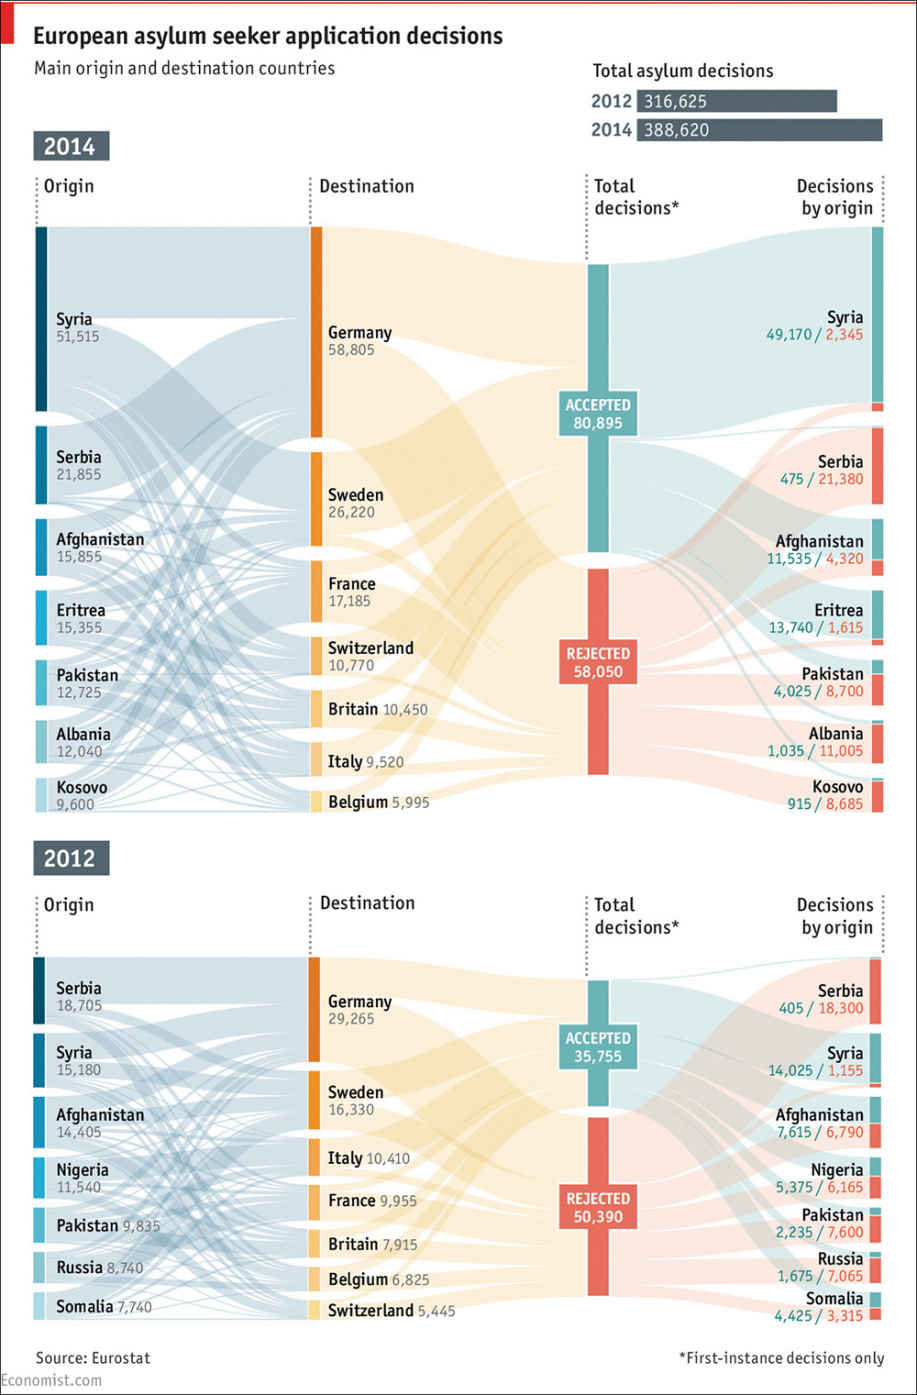 European asylum seeker application decisions
Main origin and destination countries
Total asylum decisions
2012 316,625
2014 388,620
2014
Origin
Destination
Total
decisions*
Decisions
by origin
Syria
51,515
Serbia
21,855
Afghanistan
15,855
Eritrea
15,355
Pakistan
12,725
Albania
12,040
Kosovo
9,600
Germany
58,805
Sweden
26,220
France
17,185
Switzerland
10,770
Britain 10,450
Italy 9,520
Belgium 5,995
ACCEPTED
80,895
REJECTED
58,050
Syria
49,170 / 2,345
Serbia
475 / 21,380
Afghanistan
11,535 / 4,320
Eritrea
13,740 / 1,615
Pakistan
4,025 / 8,700
Albania
1,035 / 11,005
Kosovo
915 / 8,685
2012
Origin
Destination
Total
decisions*
Decisions
by origin
Serbia
18,705
Syria
15,180
Afghanistan
14,405
Nigeria
11,540
Pakistan 9,835
Russia 8,740
Somalia 7,740
Germany
29,265
Sweden
16,330
Italy 10,410
France 9,955
Britain 7,915
Belgium 6,825
Switzerland 5,445
ACCEPTED
35,755
REJECTED
50,390
Serbia
405 / 18,300
Syria
14,025 / 1,155
Afghanistan
7,615 / 6,790
Nigeria
5,375 / 6,165
Pakistan
2,235 / 7,600
Russia
1,675 / 7,065
Somalia
4,425 / 3,315
Source: Eurostat
*First-instance decisions only
Economist.com